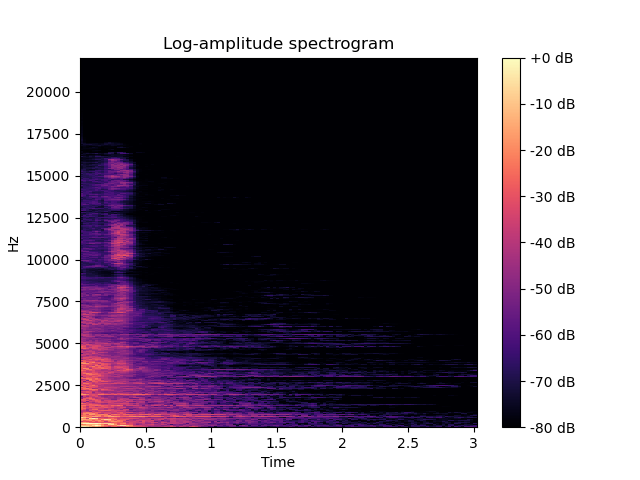 Log-amplitude spectrogram
+0 dB
20000
-10 dB
17500
-20 dB
15000
-30 dB
12500
Hz
-40 dB
10000
-50 dB
7500
-60 dB
5000
2500
-70 dB
0
-80 dB
0 0.5 1 1.5 2 2.5 3
Time